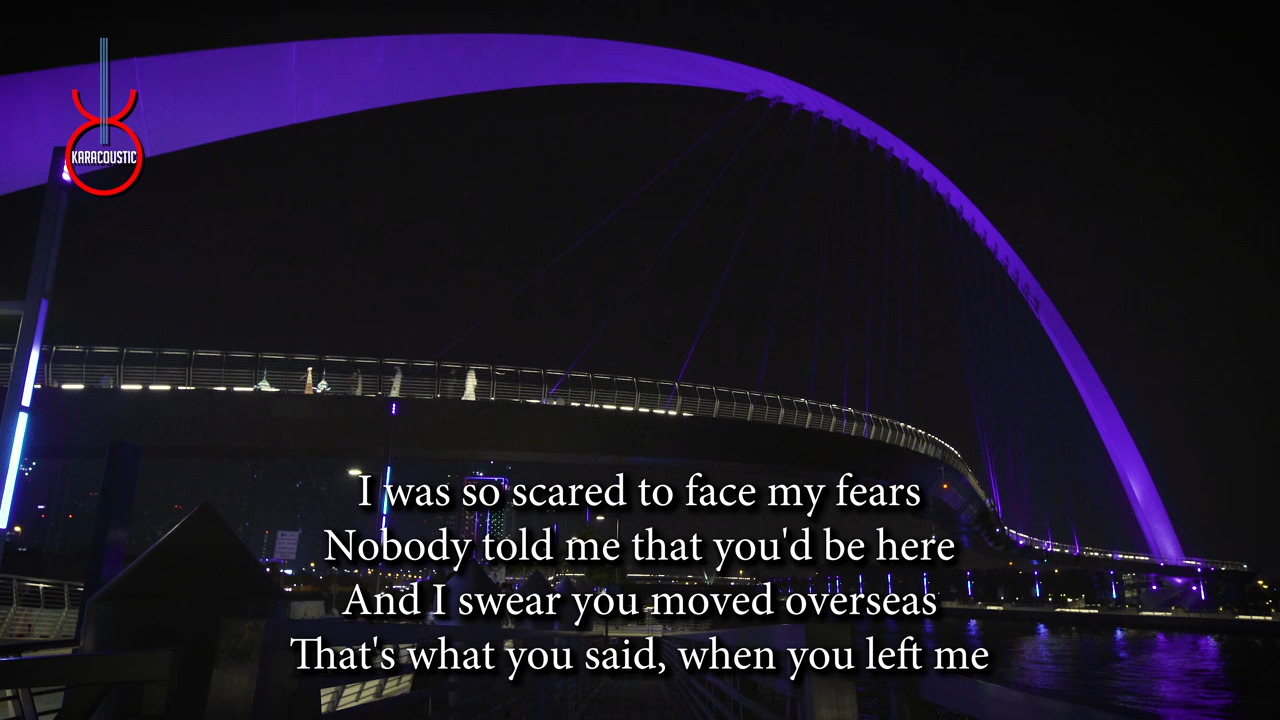 KARACOUSTIC
I was so scared to face my fears
Nobody told me that you'd be here
And I swear you moved overseas
That's what you said, when you left me